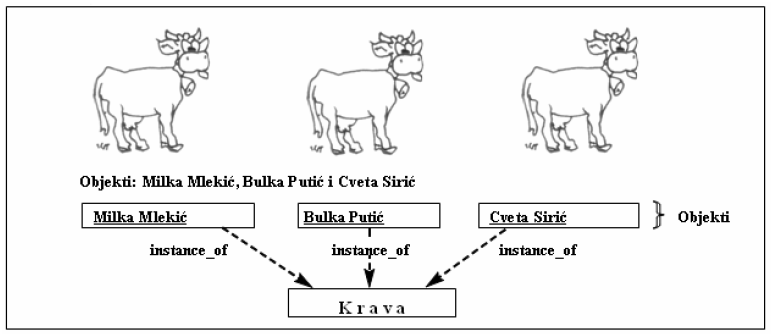 Objekti: Milka Mlekić, Bulka Putić i Cveta Sirić
Milka Mlekić
Bulka Putić
Cveta Sirić
Objekti
instance_of
instance_of
instance_of
Krava